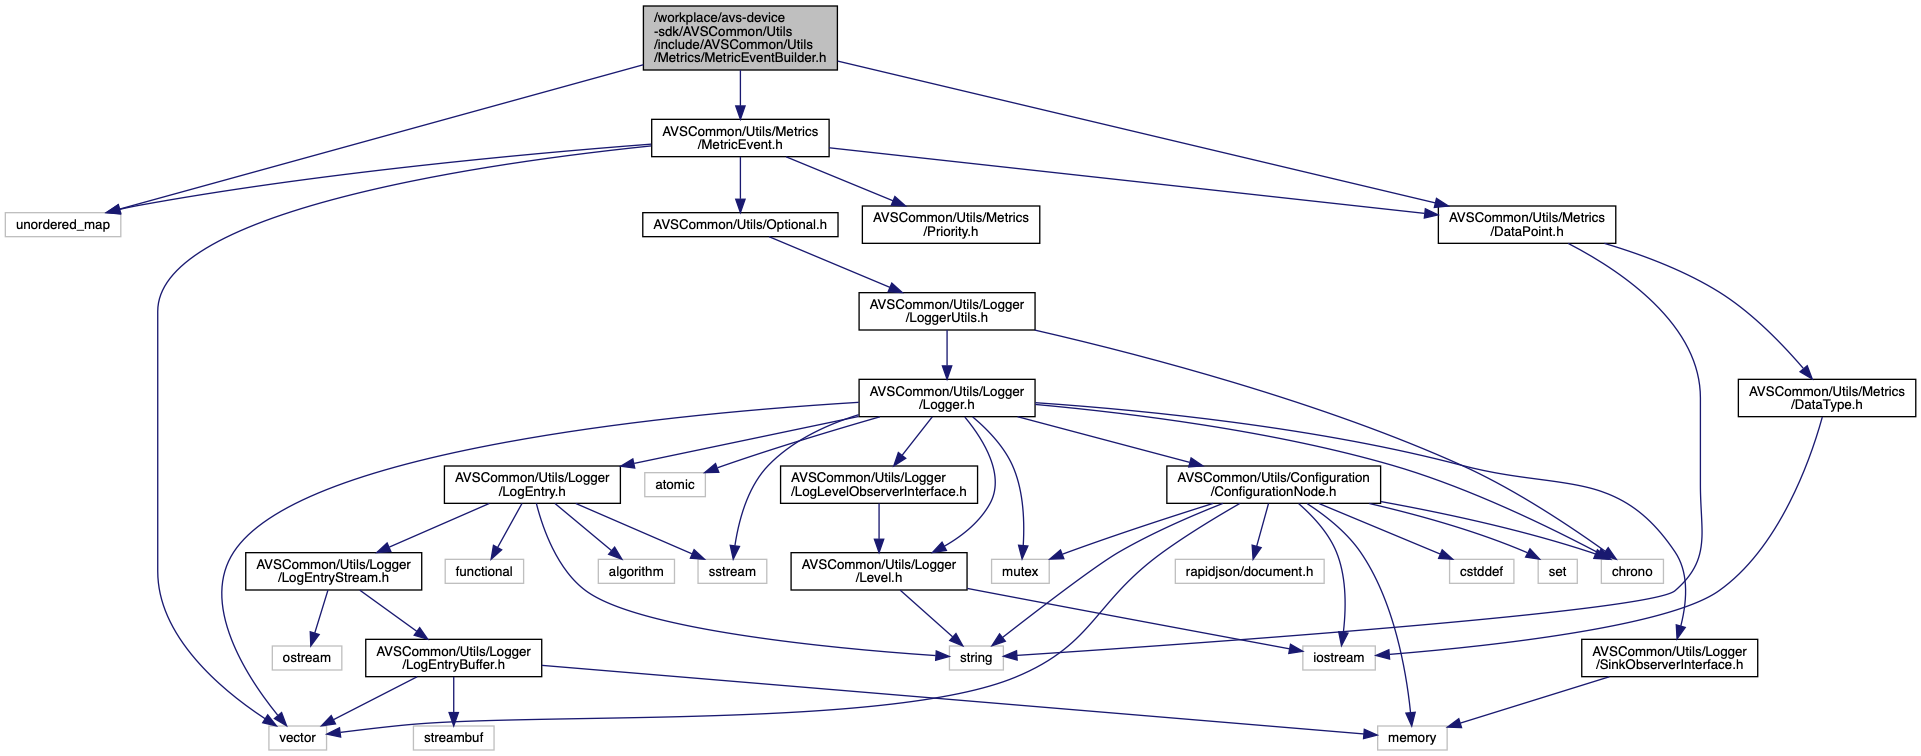 /workplace/avs-device
-sdk/AVSCommon/Utils
/include/AVSCommon/Utils
/Metrics/MetricEventBuilder.h
AVSCommon/Utils/Metrics
/MetricEvent.h
unordered_map
AVSCommon/Utils/Optional.h
AVSCommon/Utils/Metrics
/Priority.h
AVSCommon/Utils/Metrics
/DataPoint.h
AVSCommon/Utils/Logger
/LoggerUtils.h
AVSCommon/Utils/Logger
/Logger.h
AVSCommon/Utils/Metrics
/DataType.h
AVSCommon/Utils/Logger
/LogEntry.h
atomic
AVSCommon/Utils/Logger
/LogLevelObserverInterface.h
AVSCommon/Utils/Configuration
/ConfigurationNode.h
AVSCommon/Utils/Logger
/LogEntryStream.h
functional
algorithm
sstream
AVSCommon/Utils/Logger
/Level.h
mutex
rapidjson/document.h
cstddef
set
chrono
ostream
AVSCommon/Utils/Logger
/LogEntryBuffer.h
string
iostream
AVSCommon/Utils/Logger
/SinkObserverInterface.h
vector
streambuf
memory